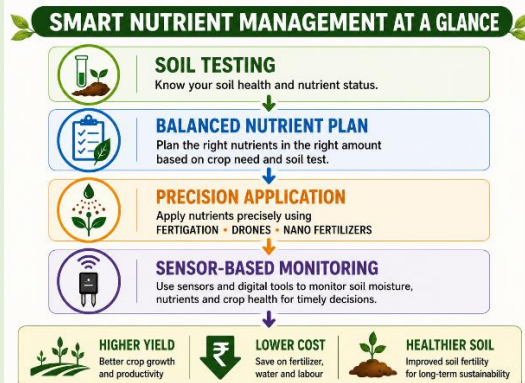 SMART NUTRIENT MANAGEMENT AT A GLANCE
SOIL TESTING
Know your soil health and nutrient status.
BALANCED NUTRIENT PLAN
Plan the right nutrients in the right amount
based on crop need and soil test.
PRECISION APPLICATION
Apply nutrients precisely using
FERTIGATION • DRONES • NANO FERTILIZERS
SENSOR-BASED MONITORING
Use sensors and digital tools to monitor soil moisture,
nutrients and crop health for timely decisions.
HIGHER YIELD
Better crop growth
and productivity
₹
LOWER COST
Save on fertilizer,
water and labour
HEALTHIER SOIL
Improved soil fertility
for long-term sustainability